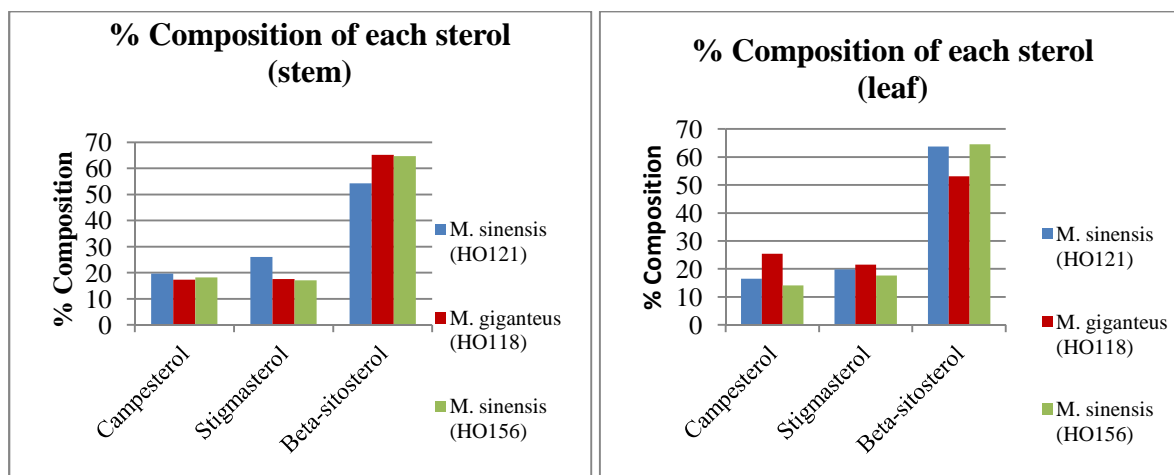 % Composition of each sterol
(stem)
% Composition
70
60
50
40
30
20
10
0
Campesterol
Stigmasterol
Beta-sitosterol
M. sinensis
(HO121)
M. giganteus
(HO118)
M. sinensis
(HO156)
% Composition of each sterol
(leaf)
% Composition
70
60
50
40
30
20
10
0
Campesterol
Stigmasterol
Beta-sitosterol
M. sinensis
(HO121)
M. giganteus
(HO118)
M. sinensis
(HO156)